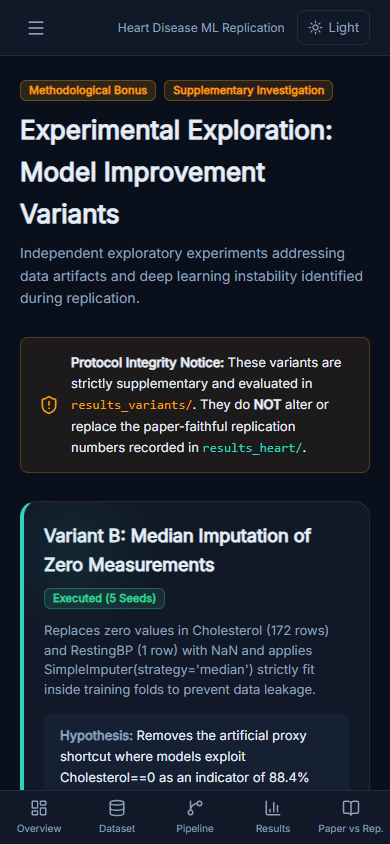 Heart Disease ML Replication
Light
Methodological Bonus
Supplementary Investigation
Experimental Exploration:
Model Improvement
Variants
Independent exploratory experiments addressing
data artifacts and deep learning instability identified
during replication.
Protocol Integrity Notice: These variants are
strictly supplementary and evaluated in
results_variants/. They do NOT alter or
replace the paper-faithful replication
numbers recorded in results_heart/.
Variant B: Median Imputation of
Zero Measurements
Executed (5 Seeds)
Replaces zero values in Cholesterol (172 rows)
and RestingBP (1 row) with NaN and applies
SimpleImputer(strategy='median') strictly fit
inside training folds to prevent data leakage.
Hypothesis: Removes the artificial proxy
shortcut where models exploit
Cholesterol==0 as an indicator of 88.4%
Overview
Dataset
Pipeline
Results
Paper vs Rep.